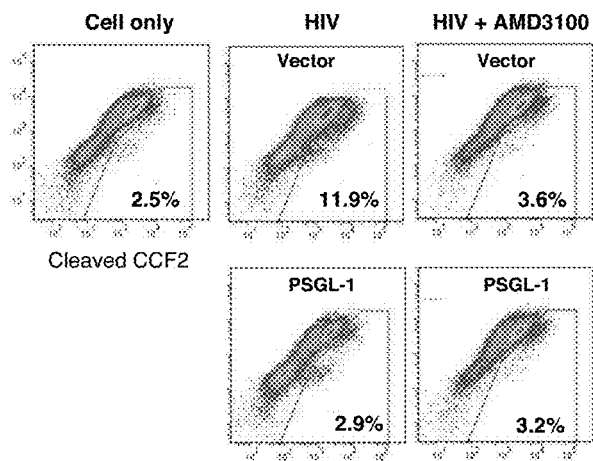 Cell only
HIV
HIV + AMD3100
Vector
Vector
2.5%
11.9%
3.6%
Cleaved CCF2
PSGL-1
PSGL-1
2.9%
3.2%